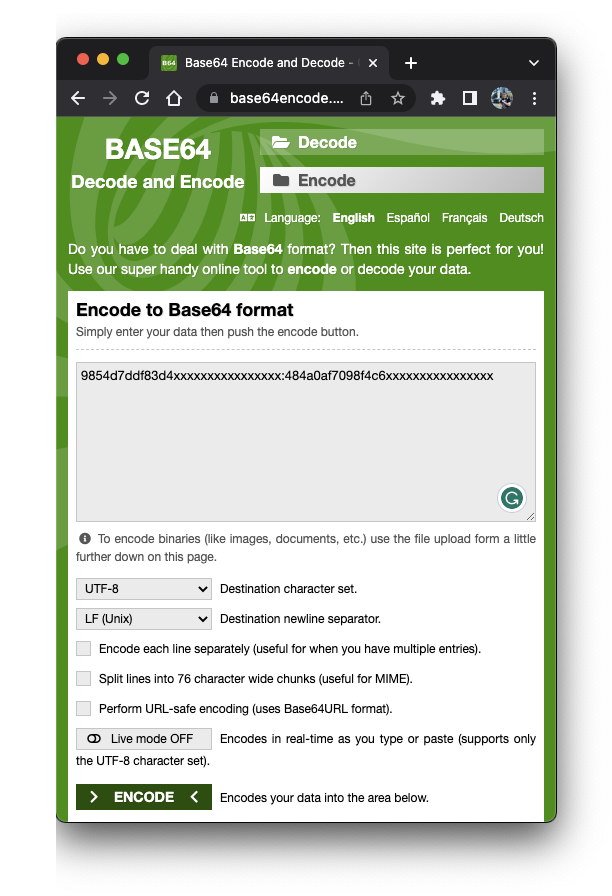 B64 Base64 Encode and Decode -
base64encode....
BASE64
Decode and Encode
Decode
Encode
Language: English Español Français Deutsch
Do you have to deal with Base64 format? Then this site is perfect for you!
Use our super handy online tool to encode or decode your data.
Encode to Base64 format
Simply enter your data then push the encode button.
9854d7ddf83d4xxxxxxxxxxxxxxxx:484a0af7098f4c6xxxxxxxxxxxxxxxx
To encode binaries (like images, documents, etc.) use the file upload form a little
further down on this page.
UTF-8 Destination character set.
LF (Unix) Destination newline separator.
Encode each line separately (useful for when you have multiple entries).
Split lines into 76 character wide chunks (useful for MIME).
Perform URL-safe encoding (uses Base64URL format).
Live mode OFF Encodes in real-time as you type or paste (supports only
the UTF-8 character set).
> ENCODE < Encodes your data into the area below.